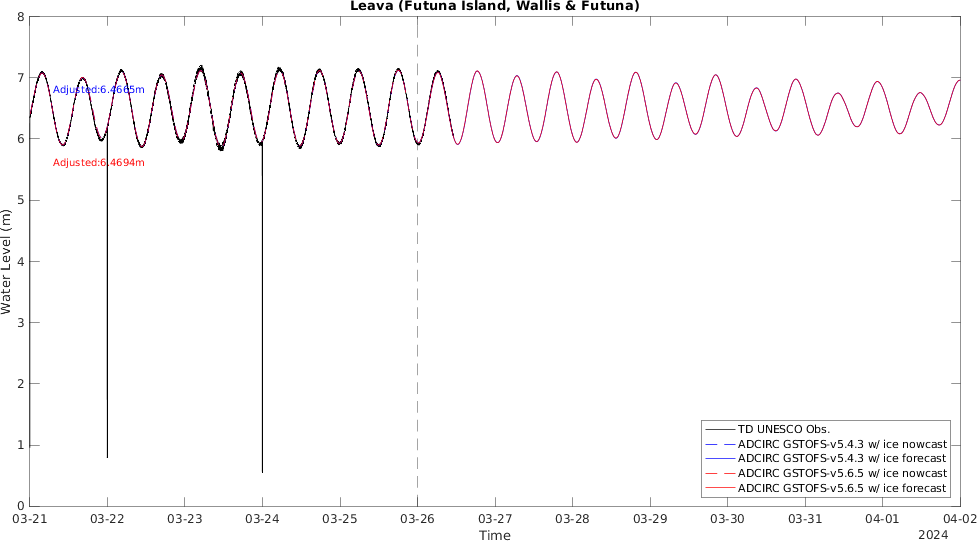 Leava (Futuna Island, Wallis & Futuna)
8
7
6
5
4
3
2
1
0
Water Level (m)
Adjusted:6.4665m
Adjusted:6.4694m
TD UNESCO Obs.
ADCIRC GSTOFS-v5.4.3 w/ ice nowcast
ADCIRC GSTOFS-v5.4.3 w/ ice forecast
ADCIRC GSTOFS-v5.6.5 w/ ice nowcast
ADCIRC GSTOFS-v5.6.5 w/ ice forecast
03-21 03-22 03-23 03-24 03-25 03-26 03-27 03-28 03-29 03-30 03-31 04-01 04-02
Time
2024